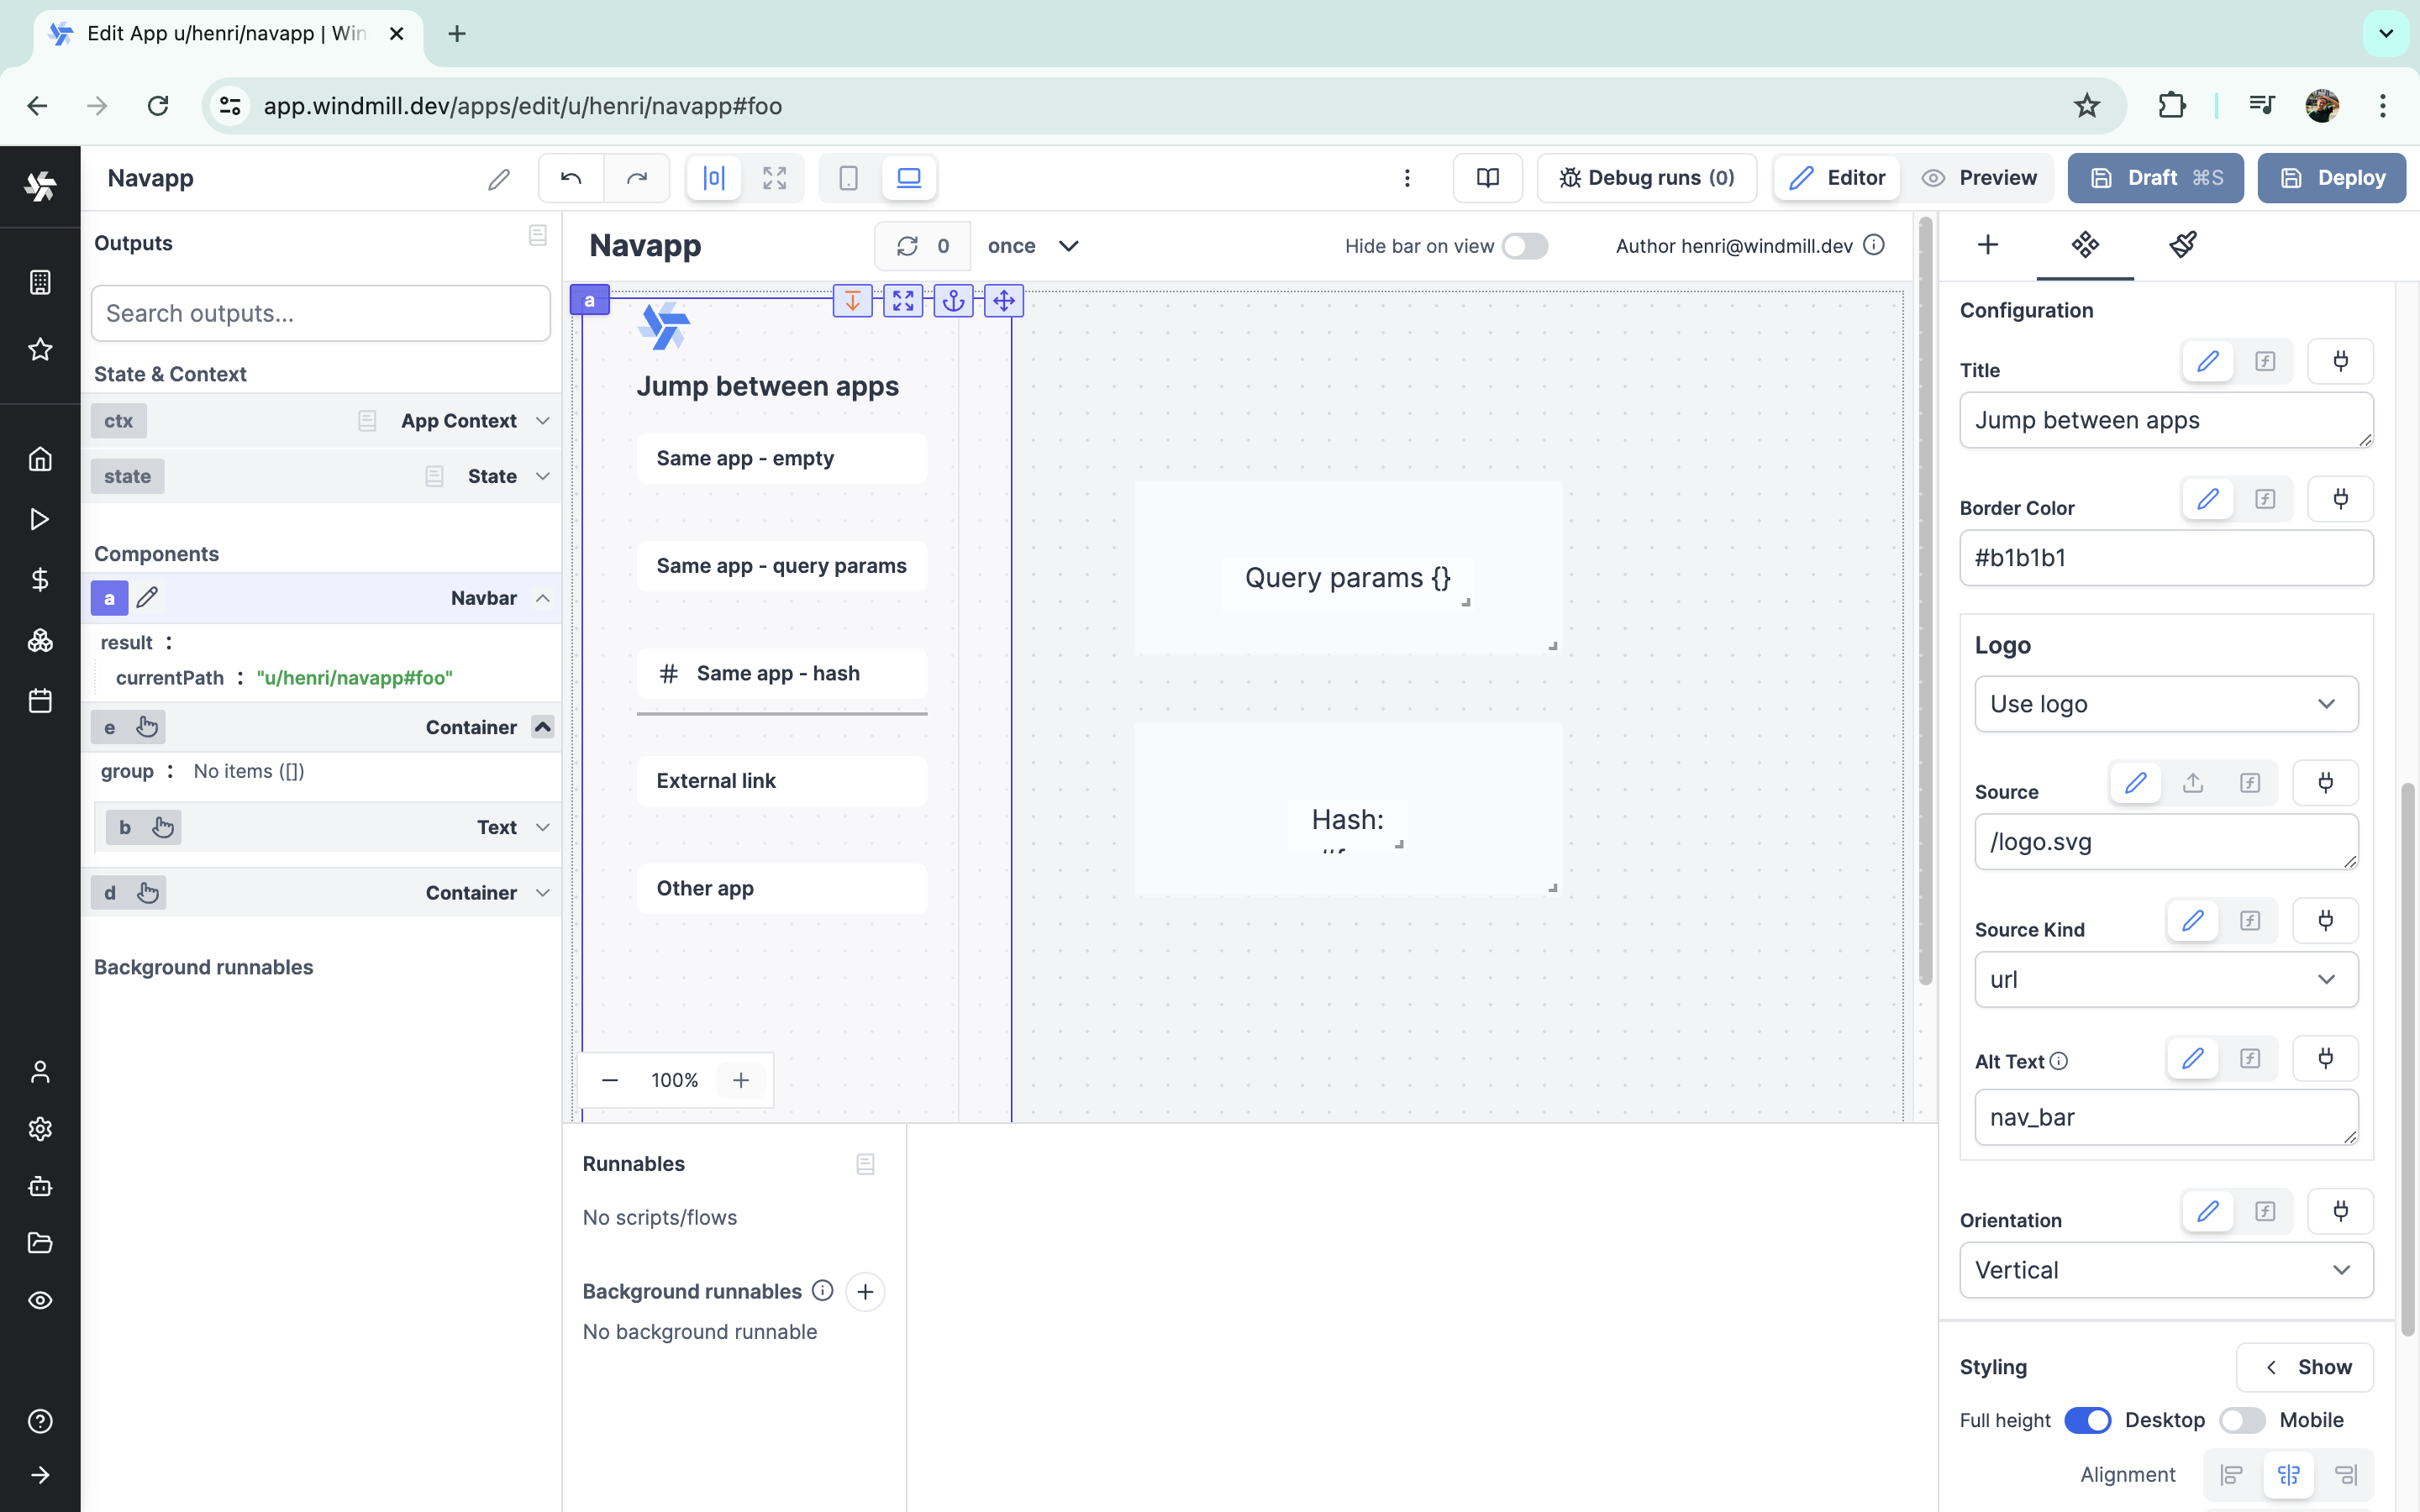 Edit App u/henri/navapp | Win
app.windmill.dev/apps/edit/u/henri/navapp#foo
Navapp
Debug runs (0)
Editor
Preview
Draft ⌘S
Deploy
Outputs
Search outputs...
State & Context
ctx
App Context
state
State
Components
a
Navbar
result :
currentPath : "u/henri/navapp#foo"
e
Container
group : No items ([])
b
Text
d
Container
Background runnables
Navapp
0
once
Hide bar on view
Author henri@windmill.dev
a
Jump between apps
Same app - empty
Same app - query params
# Same app - hash
External link
Other app
Query params {}
Hash:
100%
Runnables
No scripts/flows
Background runnables
No background runnable
Configuration
Title
Jump between apps
Border Color
#b1b1b1
Logo
Use logo
Source
/logo.svg
Source Kind
url
Alt Text
nav_bar
Orientation
Vertical
Styling
Show
Full height
Desktop
Mobile
Alignment